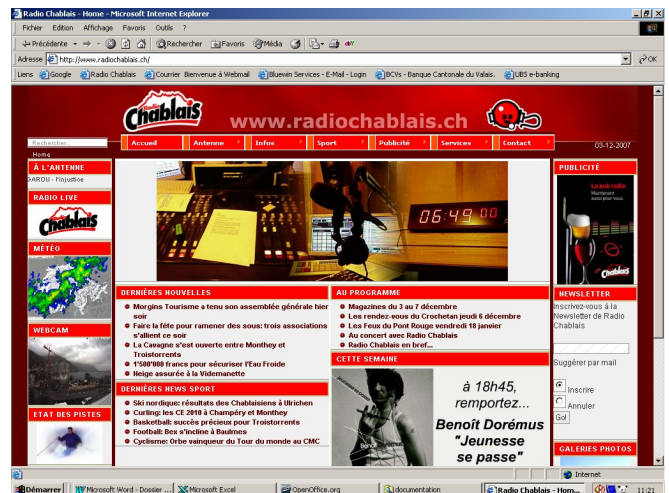 Radio Chablais - Home - Microsoft Internet Explorer
Fichier Edition Affichage Favoris Outils ?
Précédente Rechercher Favoris Média
Adresse http://www.radiochablais.ch/ OK
Liens Google Radio Chablais Courrier Bienvenue à Webmail Bluewin Services - E-Mail - Login BCVs - Banque Cantonale du Valais. UBS e-banking
Radio Chablais
www.radiochablais.ch
Rechercher...
Accueil Antenne Infos Sport Publicité Services Contact
03-12-2007
Home
À L'ANTENNE
GAROU - l'injustice
RADIO LIVE
Chablais
MÉTÉO
WEBCAM
ETAT DES PISTES
06:49 00
DERNIÈRES NOUVELLES
Morgins Tourisme a tenu son assemblée générale hier
soir
Faire la fête pour ramener des sous: trois associations
s'allient ce soir
La Cavagne s'est ouverte entre Monthey et
Troistorrents
1'500'000 francs pour sécuriser l'Eau Froide
Neige assurée à la Videmanette
DERNIÈRES NEWS SPORT
Ski nordique: résultats des Chablaisiens à Ulrichen
Curling: les CE 2010 à Champéry et Monthey
Basketball: succès précieux pour Troistorrents
Football: Bex s'incline à Baulmes
Cyclisme: Orbe vainqueur du Tour du monde au CMC
AU PROGRAMME
Magazines du 3 au 7 décembre
Les rendez-vous du Crochetan jeudi 6 décembre
Les Feux du Pont Rouge vendredi 18 janvier
Au concert avec Radio Chablais
Radio Chablais en bref...
CETTE SEMAINE
à 18h45,
remportez...
Benoît Dorémus
"Jeunesse
se passe"
PUBLICITÉ
La pub radio
Maintenant
aussi pour vous.
Chablais
NEWSLETTER
Inscrivez-vous à la
Newsletter de Radio
Chablais
Suggérer par mail
Inscrire
Annuler
Go!
GALERIES PHOTOS
Internet
Démarrer Microsoft Word - Dossier ... Microsoft Excel OpenOffice.org documentation Radio Chablais - Hom... 11:21